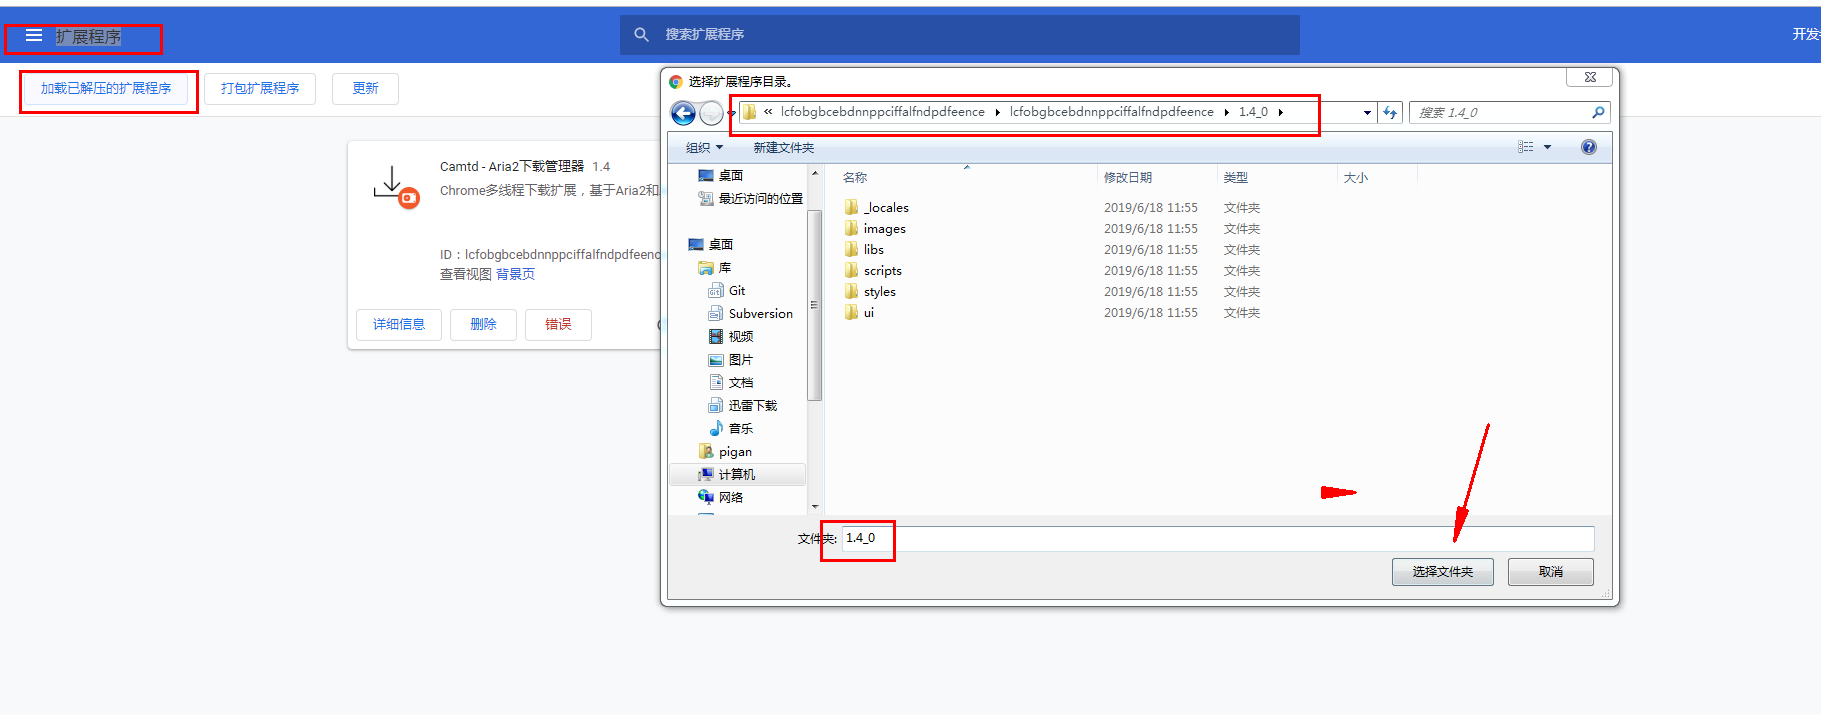 扩展程序
搜索扩展程序
加载已解压的扩展程序
打包扩展程序
更新
Camtd - Aria2下载管理器 1.4
Chrome多线程下载扩展，基于Aria2和
ID：lcfobgbcebdnnppciffalfndpdfeenc
查看视图 背景页
详细信息
删除
错误
选择扩展程序目录。
« lcfobgbcebdnnppciffalfndpdfeence
lcfobgbcebdnnppciffalfndpdfeence
1.4_0
搜索 1.4_0
组织
新建文件夹
桌面
最近访问的位置
桌面
库
Git
Subversion
视频
图片
文档
迅雷下载
音乐
pigan
计算机
网络
名称 修改日期 类型 大小
_locales 2019/6/18 11:55 文件夹
images 2019/6/18 11:55 文件夹
libs 2019/6/18 11:55 文件夹
scripts 2019/6/18 11:55 文件夹
styles 2019/6/18 11:55 文件夹
ui 2019/6/18 11:55 文件夹
文件夹: 1.4_0
选择文件夹
取消